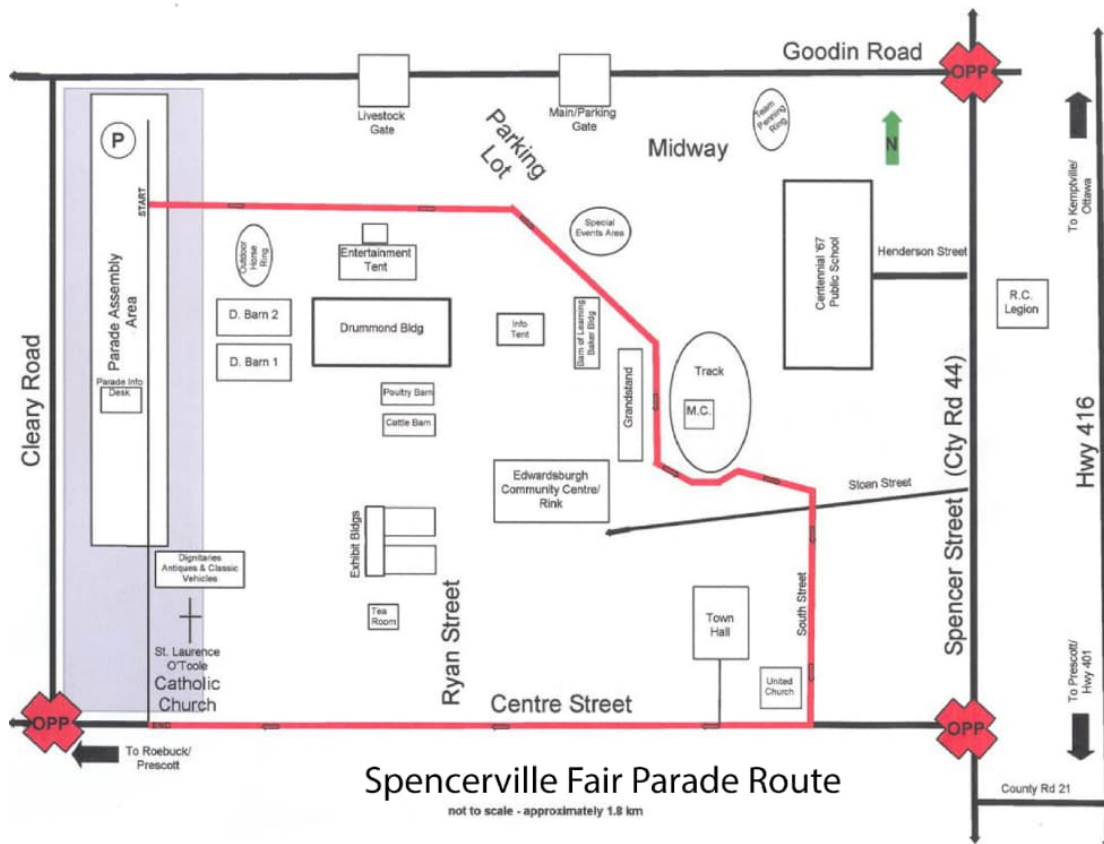 Goodin Road
OPP
Livestock
Gate
Main/Parking
Gate
Team
Penning
Ring
P
Parking
Lot
Midway
N
To Kemptville/
Ottawa
START
Special
Events Area
Outdoor
Horse
Ring
Entertainment
Tent
Centennial '67
Public School
Henderson Street
Parade Assembly
Area
R.C.
Legion
D. Barn 2
Drummond Bldg
Info
Tent
Barn of Learning
Baker Bldg
D. Barn 1
Track
Grandstand
Parade Info
Desk
Poultry Barn
M.C.
Cattle Barn
Cleary Road
Spencer Street (Cty Rd 44)
Hwy 416
Edwardsburgh
Community Centre/
Rink
Sloan Street
Exhibit Bldgs
Dignitaries
Antiques & Classic
Vehicles
Tea
Room
Ryan Street
Town
Hall
South Street
St. Laurence
O'Toole
Catholic
Church
United
Church
Centre Street
To Prescott/
Hwy 401
OPP
END
OPP
To Roebuck/
Prescott
Spencerville Fair Parade Route
not to scale - approximately 1.8 km
County Rd 21